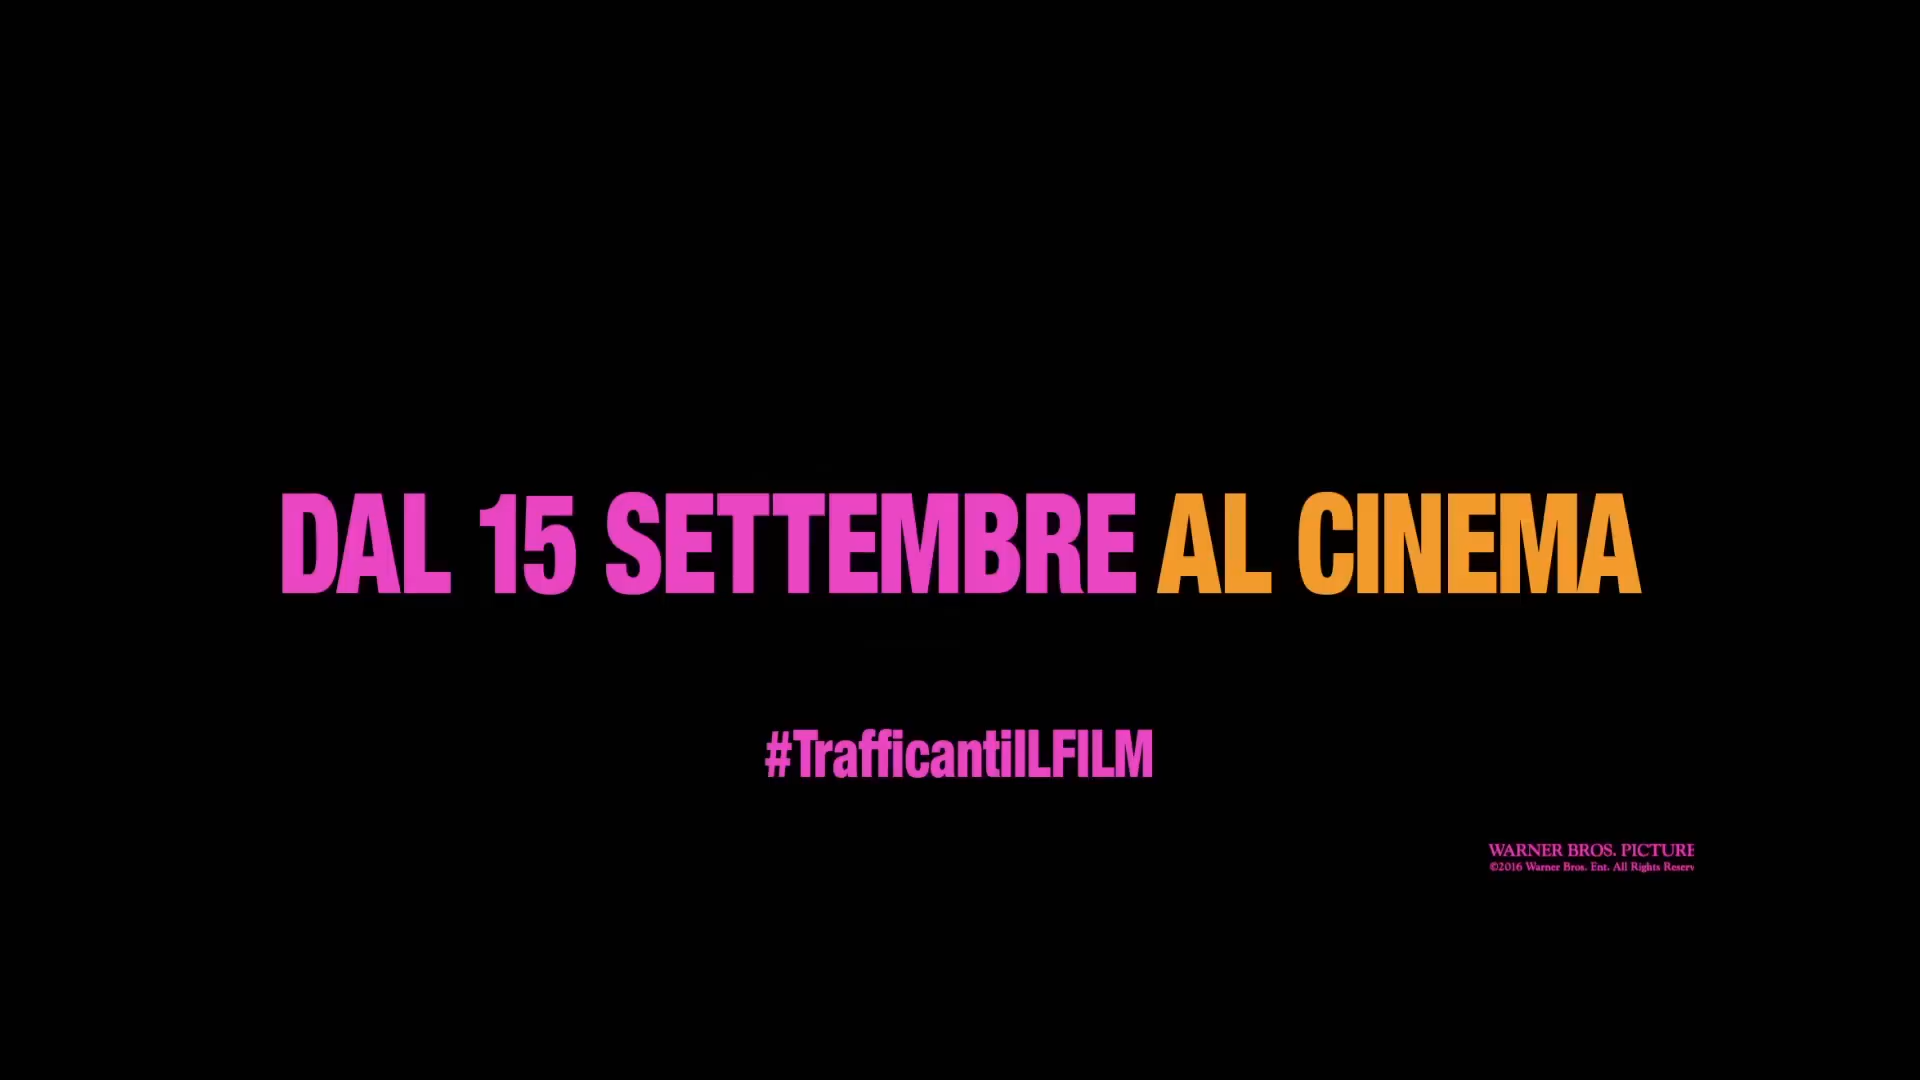 DAL 15 SETTEMBRE AL CINEMA
#TrafficantiILFILM
WARNER BROS. PICTURE
©2016 Warner Bros. Ent. All Rights Reserv